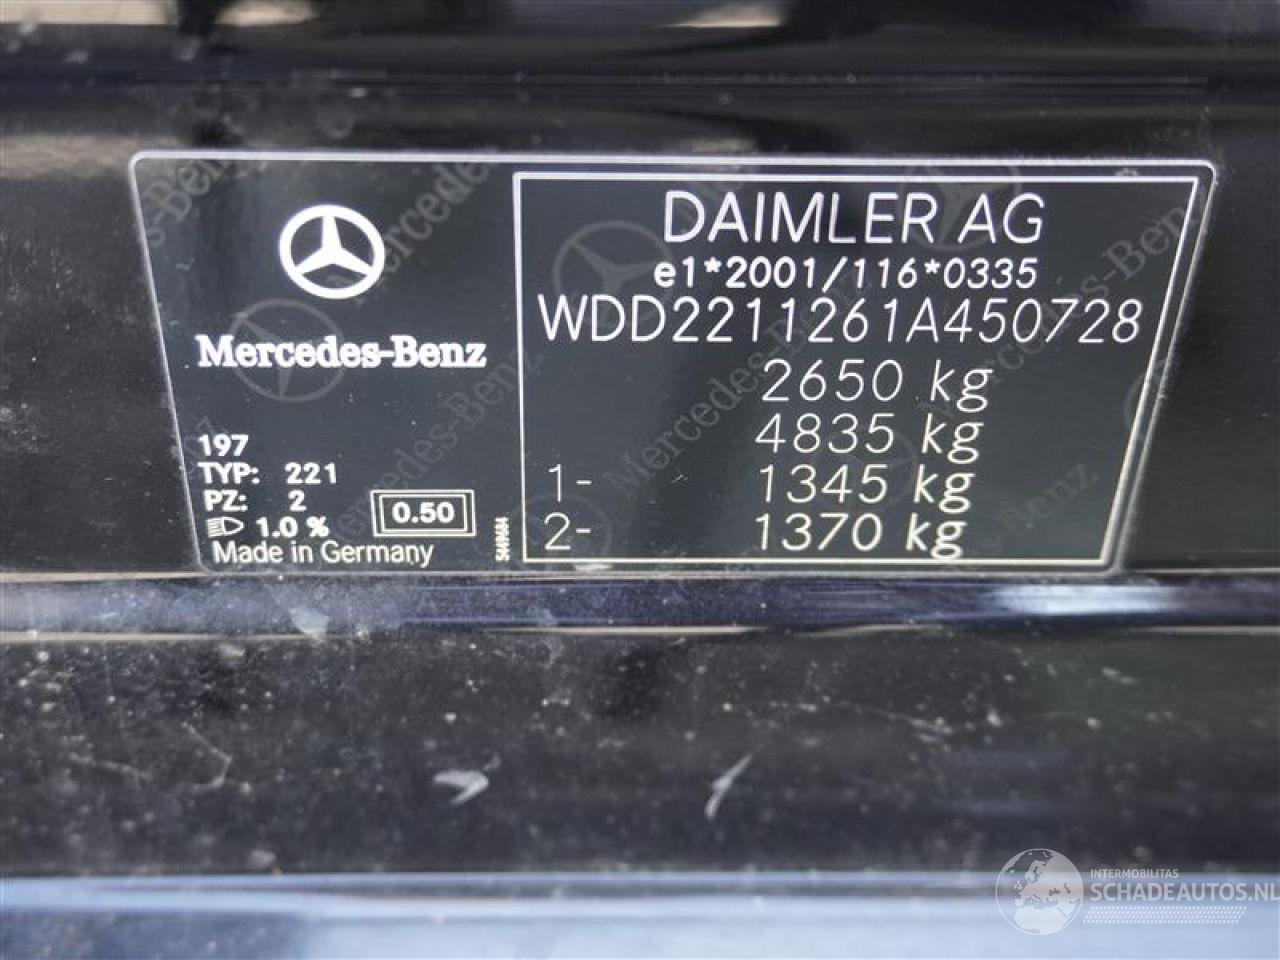 Mercedes-Benz
197
TYP: 221
PZ: 2
1.0 %
0.50
Made in Germany
DAIMLER AG
e1*2001/116*0335
WDD2211261A450728
2650 kg
4835 kg
1- 1345 kg
2- 1370 kg
INTERMOBILITAS
SCHADEAUTOS.NL